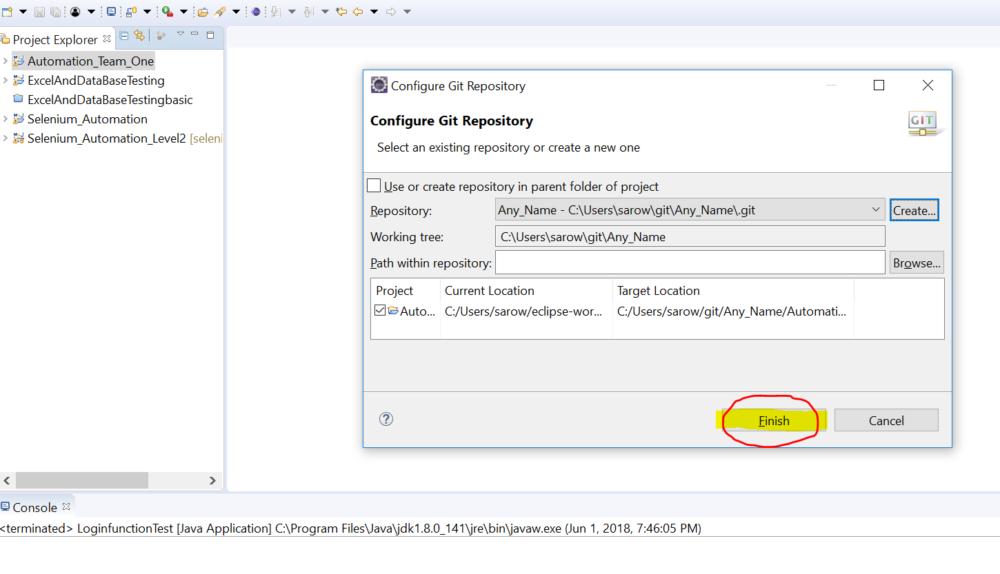 Project Explorer
Automation_Team_One
ExcelAndDataBaseTesting
ExcelAndDataBaseTestingbasic
Selenium_Automation
Selenium_Automation_Level2 [seleni
Configure Git Repository
Configure Git Repository
GIT
Select an existing repository or create a new one
Use or create repository in parent folder of project
Repository: Any_Name - C:\Users\sarow\git\Any_Name\.git Create...
Working tree: C:\Users\sarow\git\Any_Name
Path within repository: Browse...
Project Current Location Target Location
Auto... C:/Users/sarow/eclipse-wor... C:/Users/sarow/git/Any_Name/Automati...
Finish Cancel
Console
<terminated> LoginfunctionTest [Java Application] C:\Program Files\Java\jdk1.8.0_141\jre\bin\javaw.exe (Jun 1, 2018, 7:46:05 PM)